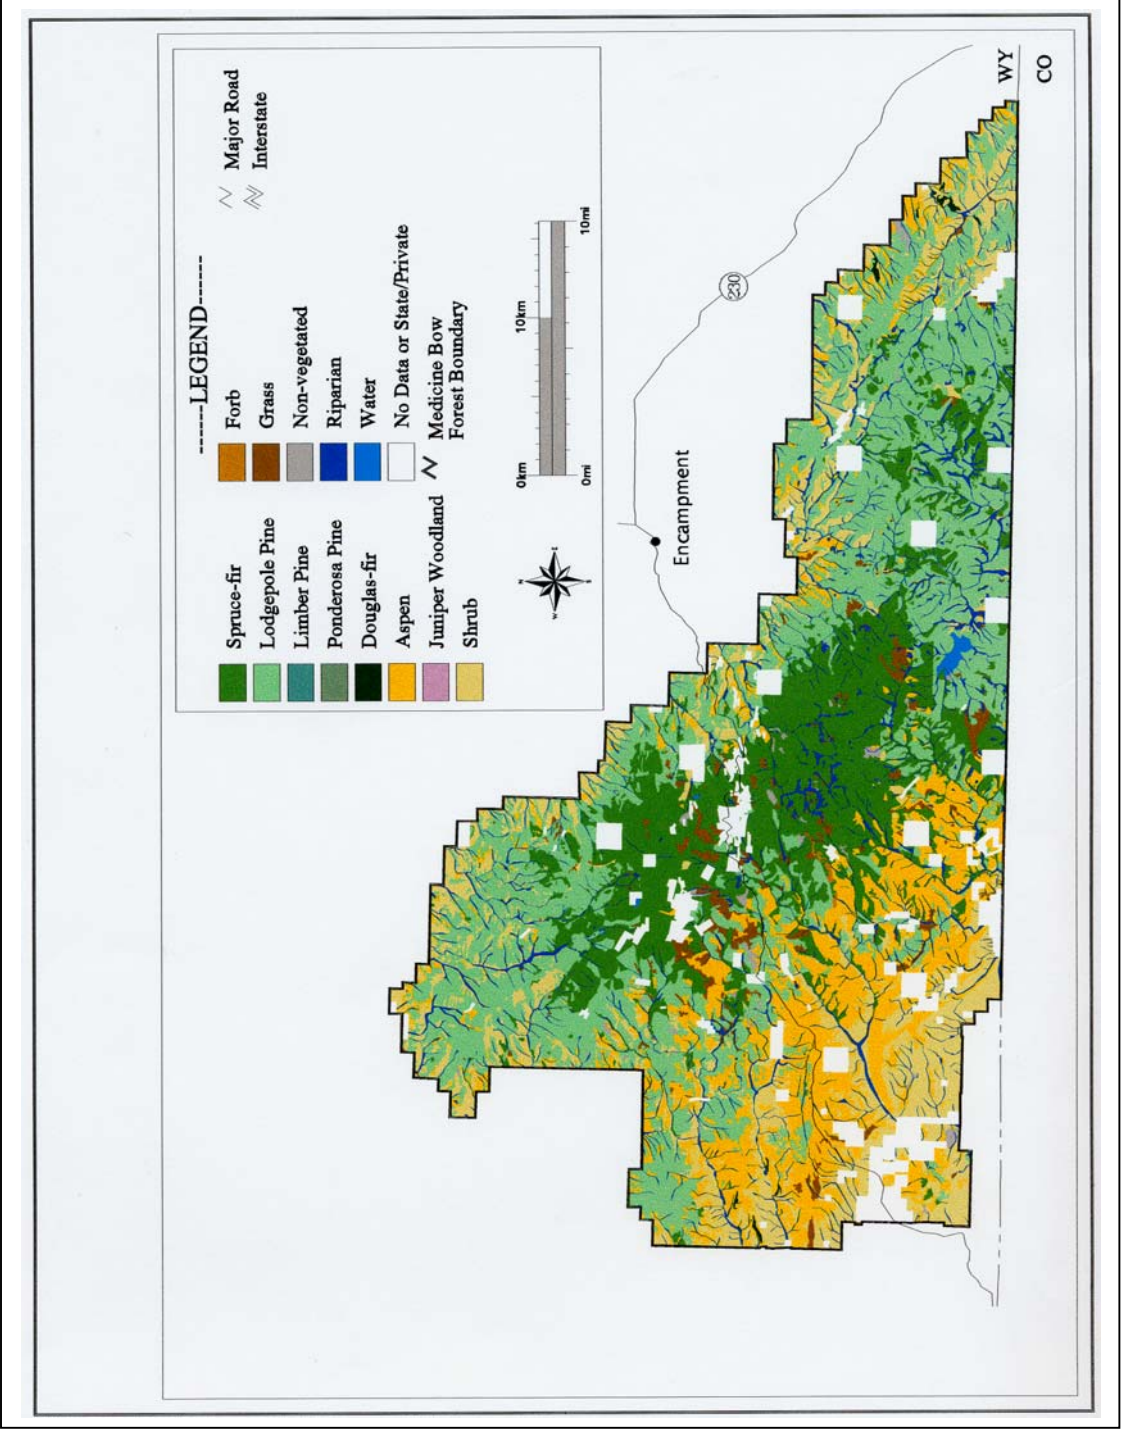 ------LEGEND------
Spruce-fir
Lodgepole Pine
Limber Pine
Ponderosa Pine
Douglas-fir
Aspen
Juniper Woodland
Shrub
Forb
Grass
Non-vegetated
Riparian
Water
No Data or State/Private
Medicine Bow
Forest Boundary
Major Road
Interstate
N
W
E
S
0km
10km
0mi
10mi
Encampment
230
WY
CO